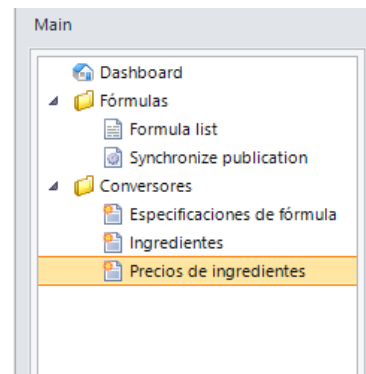 Main
Dashboard
Fórmulas
Formula list
Synchronize publication
Conversores
Especificaciones de fórmula
Ingredientes
Precios de ingredientes